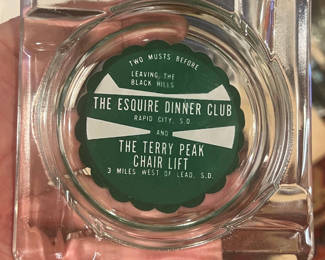 TWO MUSTS BEFORE
LEAVING THE
BLACK HILLS
THE ESQUIRE DINNER CLUB
RAPID CITY, S.D.
AND
THE TERRY PEAK
CHAIR LIFT
3 MILES WEST OF LEAD, S.D.